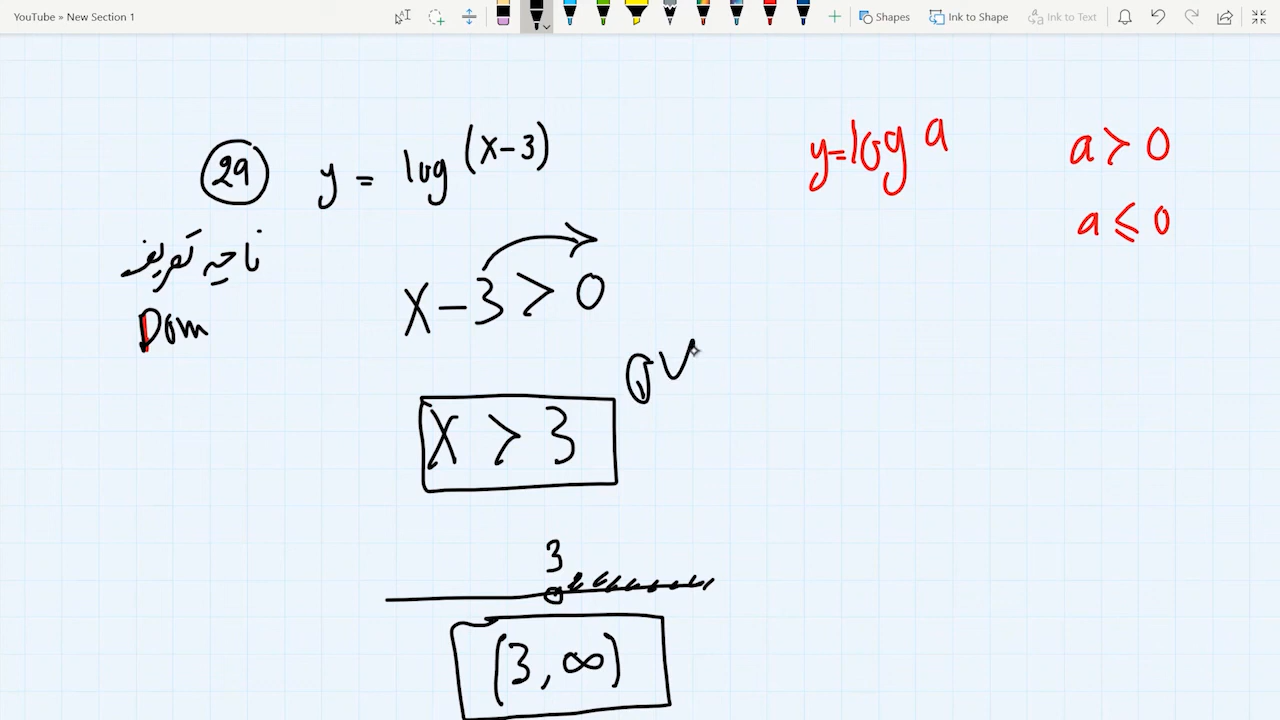 Youtube » New Section 1
Shapes
Ink to Shape
Ink to Text
29 y = log (x-3)
y=log a a > 0
a ≤ 0
ناحیه تعریف
Dom
x-3 > 0
x > 3
3
(3, ∞)